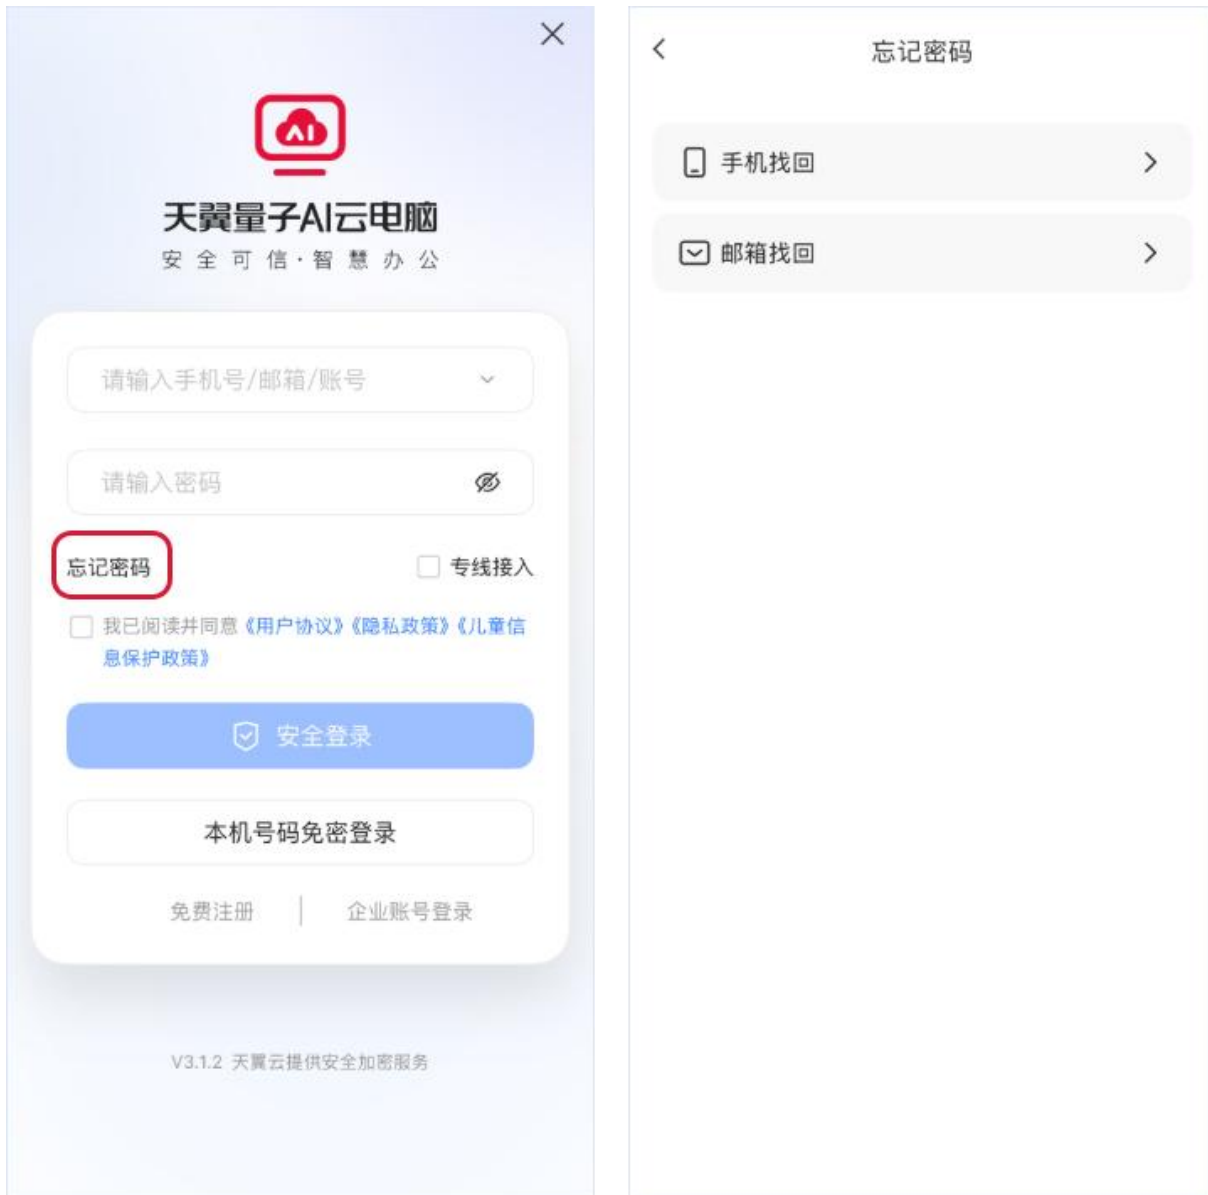 AI
天翼量子AI云电脑
安全可信·智慧办公
请输入手机号/邮箱/账号
请输入密码
忘记密码
专线接入
我已阅读并同意《用户协议》《隐私政策》《儿童信
息保护政策》
安全登录
本机号码免密登录
免费注册
企业账号登录
V3.1.2 天翼云提供安全加密服务
忘记密码
手机找回
邮箱找回